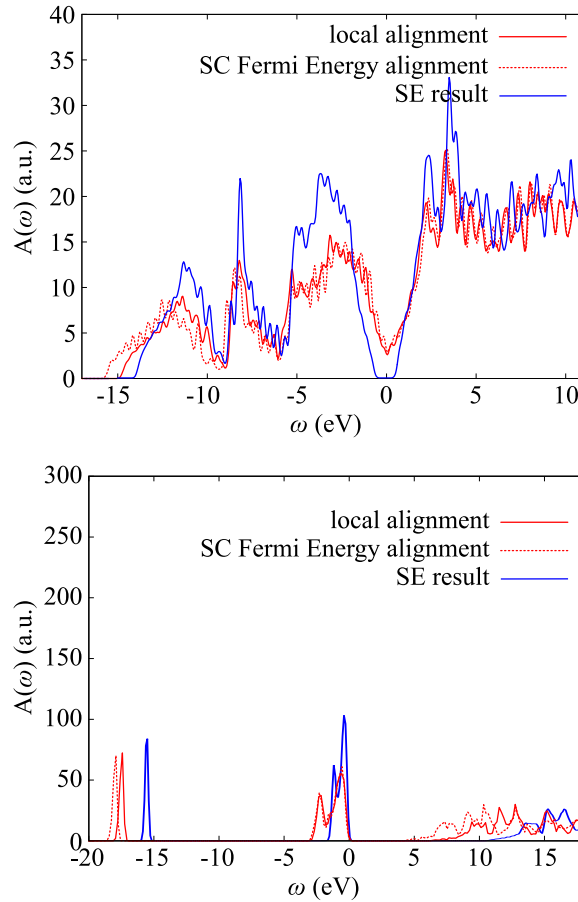 40
35
30
25
20
15
10
5
0
A(ω) (a.u.)
local alignment
SC Fermi Energy alignment
SE result
-15 -10 -5 0 5 10
ω (eV)
300
250
200
150
100
50
0
A(ω) (a.u.)
local alignment
SC Fermi Energy alignment
SE result
-20 -15 -10 -5 0 5 10 15
ω (eV)